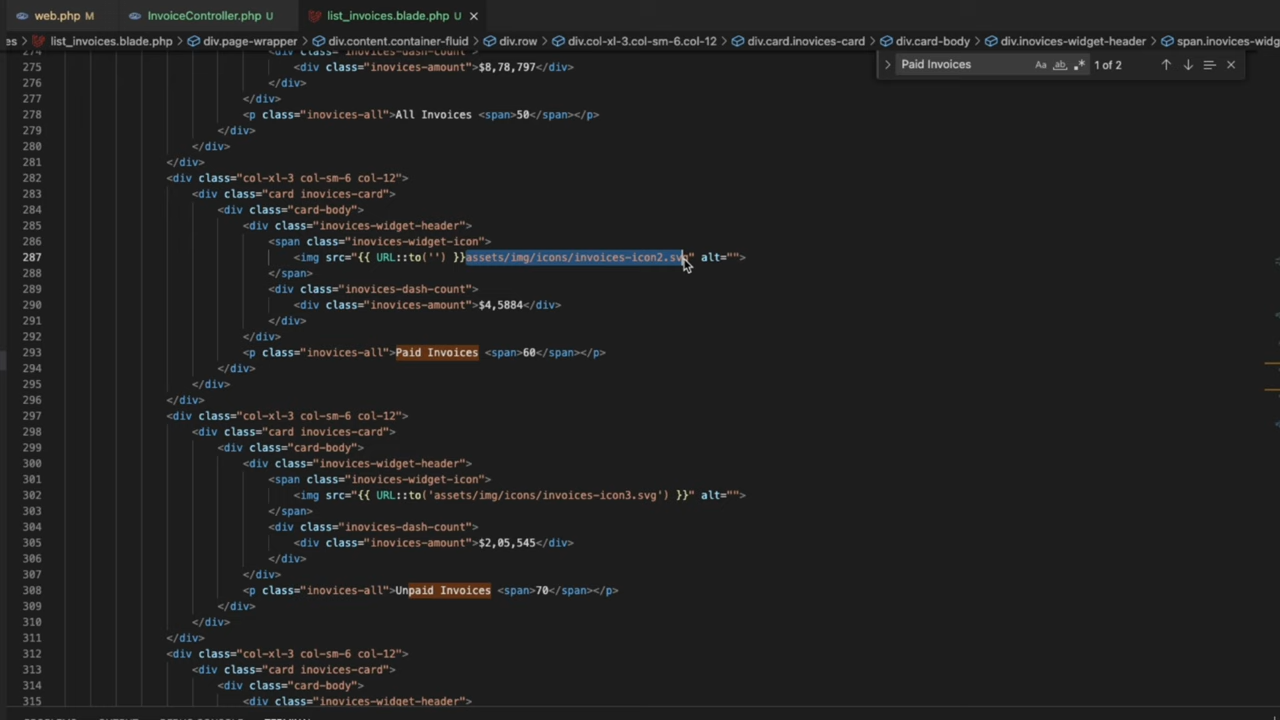 web.php M InvoiceController.php U list_invoices.blade.php U
es > list_invoices.blade.php > div.page-wrapper > div.content.container-fluid > div.row > div.col-xl-3.col-sm-6.col-12 > div.card.inovices-card > div.card-body > div.inovices-widget-header > span.inovices-widg
Paid Invoices Aa ab .* 1 of 2
274
275 <div class="inovices-amount">$8,78,797</div>
276 </div>
277 </div>
278 <p class="inovices-all">All Invoices <span>50</span></p>
279 </div>
280 </div>
281 </div>
282 <div class="col-xl-3 col-sm-6 col-12">
283 <div class="card inovices-card">
284 <div class="card-body">
285 <div class="inovices-widget-header">
286 <span class="inovices-widget-icon">
287 <img src="{{ URL::to('') }}assets/img/icons/invoices-icon2.svg" alt="">
288 </span>
289 <div class="inovices-dash-count">
290 <div class="inovices-amount">$4,5884</div>
291 </div>
292 </div>
293 <p class="inovices-all">Paid Invoices <span>60</span></p>
294 </div>
295 </div>
296 </div>
297 <div class="col-xl-3 col-sm-6 col-12">
298 <div class="card inovices-card">
299 <div class="card-body">
300 <div class="inovices-widget-header">
301 <span class="inovices-widget-icon">
302 <img src="{{ URL::to('assets/img/icons/invoices-icon3.svg') }}" alt="">
303 </span>
304 <div class="inovices-dash-count">
305 <div class="inovices-amount">$2,05,545</div>
306 </div>
307 </div>
308 <p class="inovices-all">Unpaid Invoices <span>70</span></p>
309 </div>
310 </div>
311 </div>
312 <div class="col-xl-3 col-sm-6 col-12">
313 <div class="card inovices-card">
314 <div class="card-body">
315 <div class="inovices-widget-header">